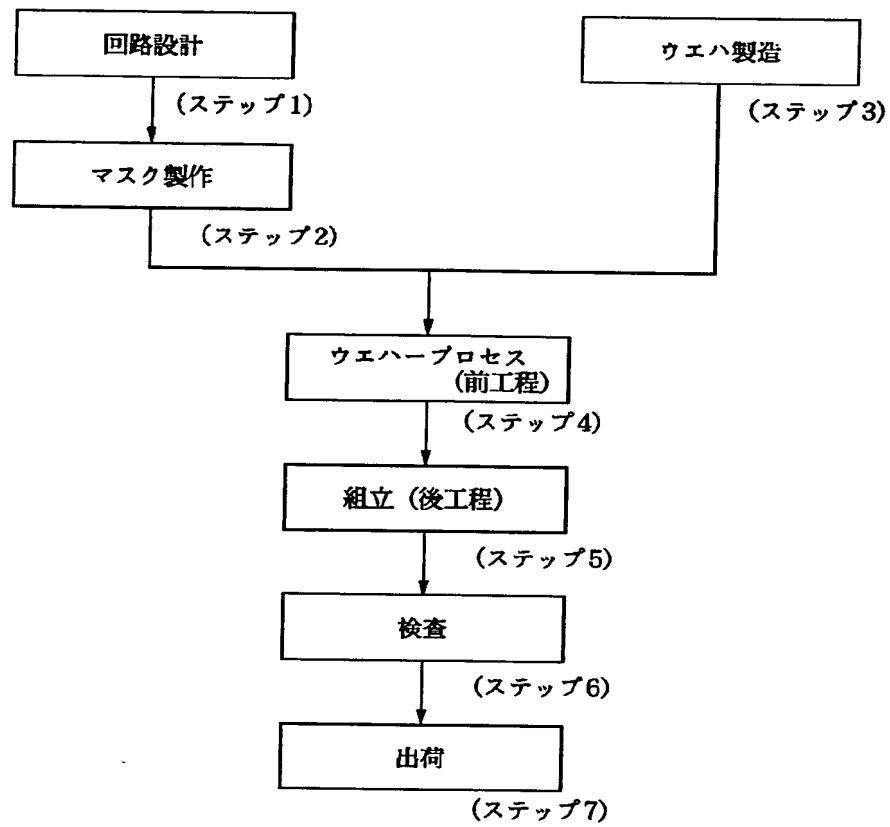 回路設計
(ステップ1)
マスク製作
(ステップ2)
ウエハ製造
(ステップ3)
ウエハープロセス
(前工程)
(ステップ4)
組立(後工程)
(ステップ5)
検査
(ステップ6)
出荷
(ステップ7)